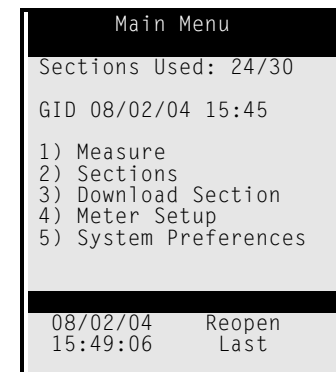 Main Menu
Sections Used: 24/30
GID 08/02/04 15:45
1) Measure
2) Sections
3) Download Section
4) Meter Setup
5) System Preferences
08/02/04 Reopen
15:49:06 Last